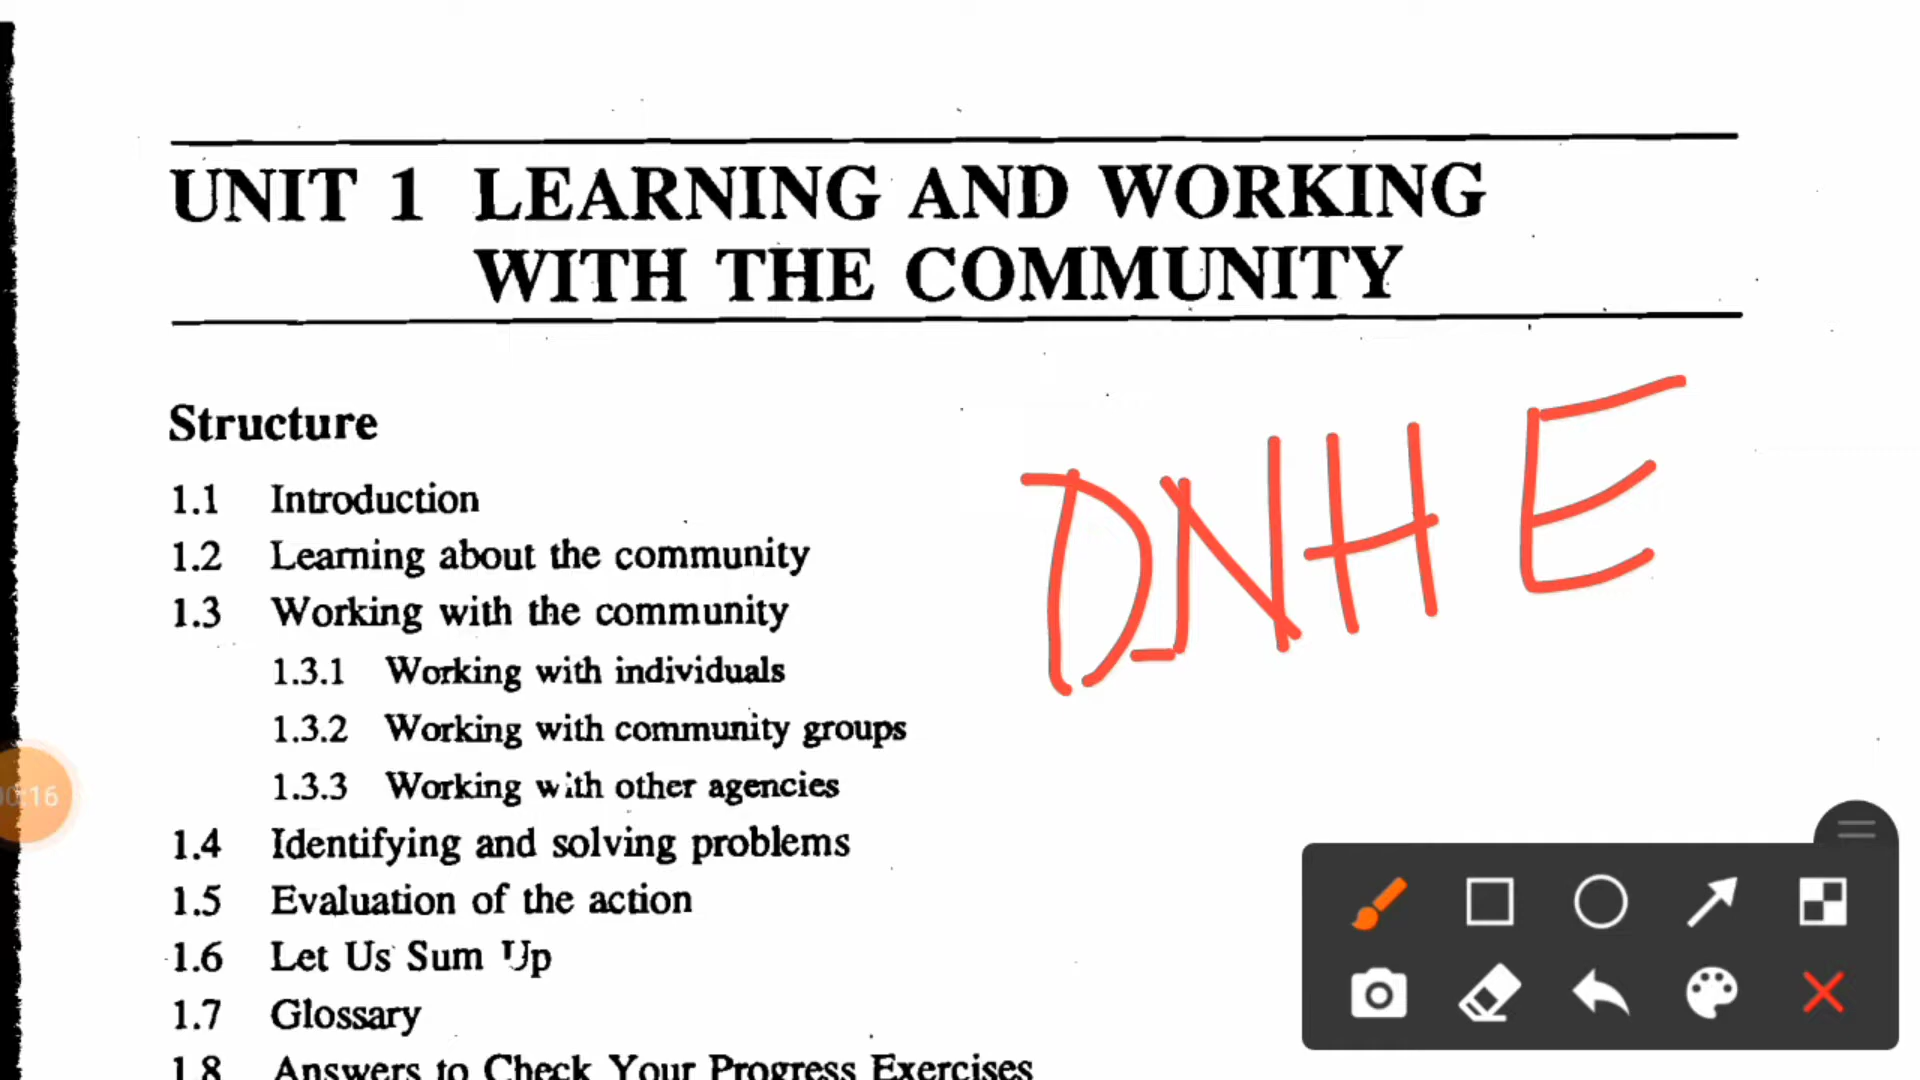 UNIT 1 LEARNING AND WORKING
WITH THE COMMUNITY
Structure
DNHE
1.1 Introduction
1.2 Learning about the community
1.3 Working with the community
1.3.1 Working with individuals
1.3.2 Working with community groups
1.3.3 Working with other agencies
1.4 Identifying and solving problems
1.5 Evaluation of the action
1.6 Let Us Sum Up
1.7 Glossary
1.8 Answers to Check Your Progress Exercises